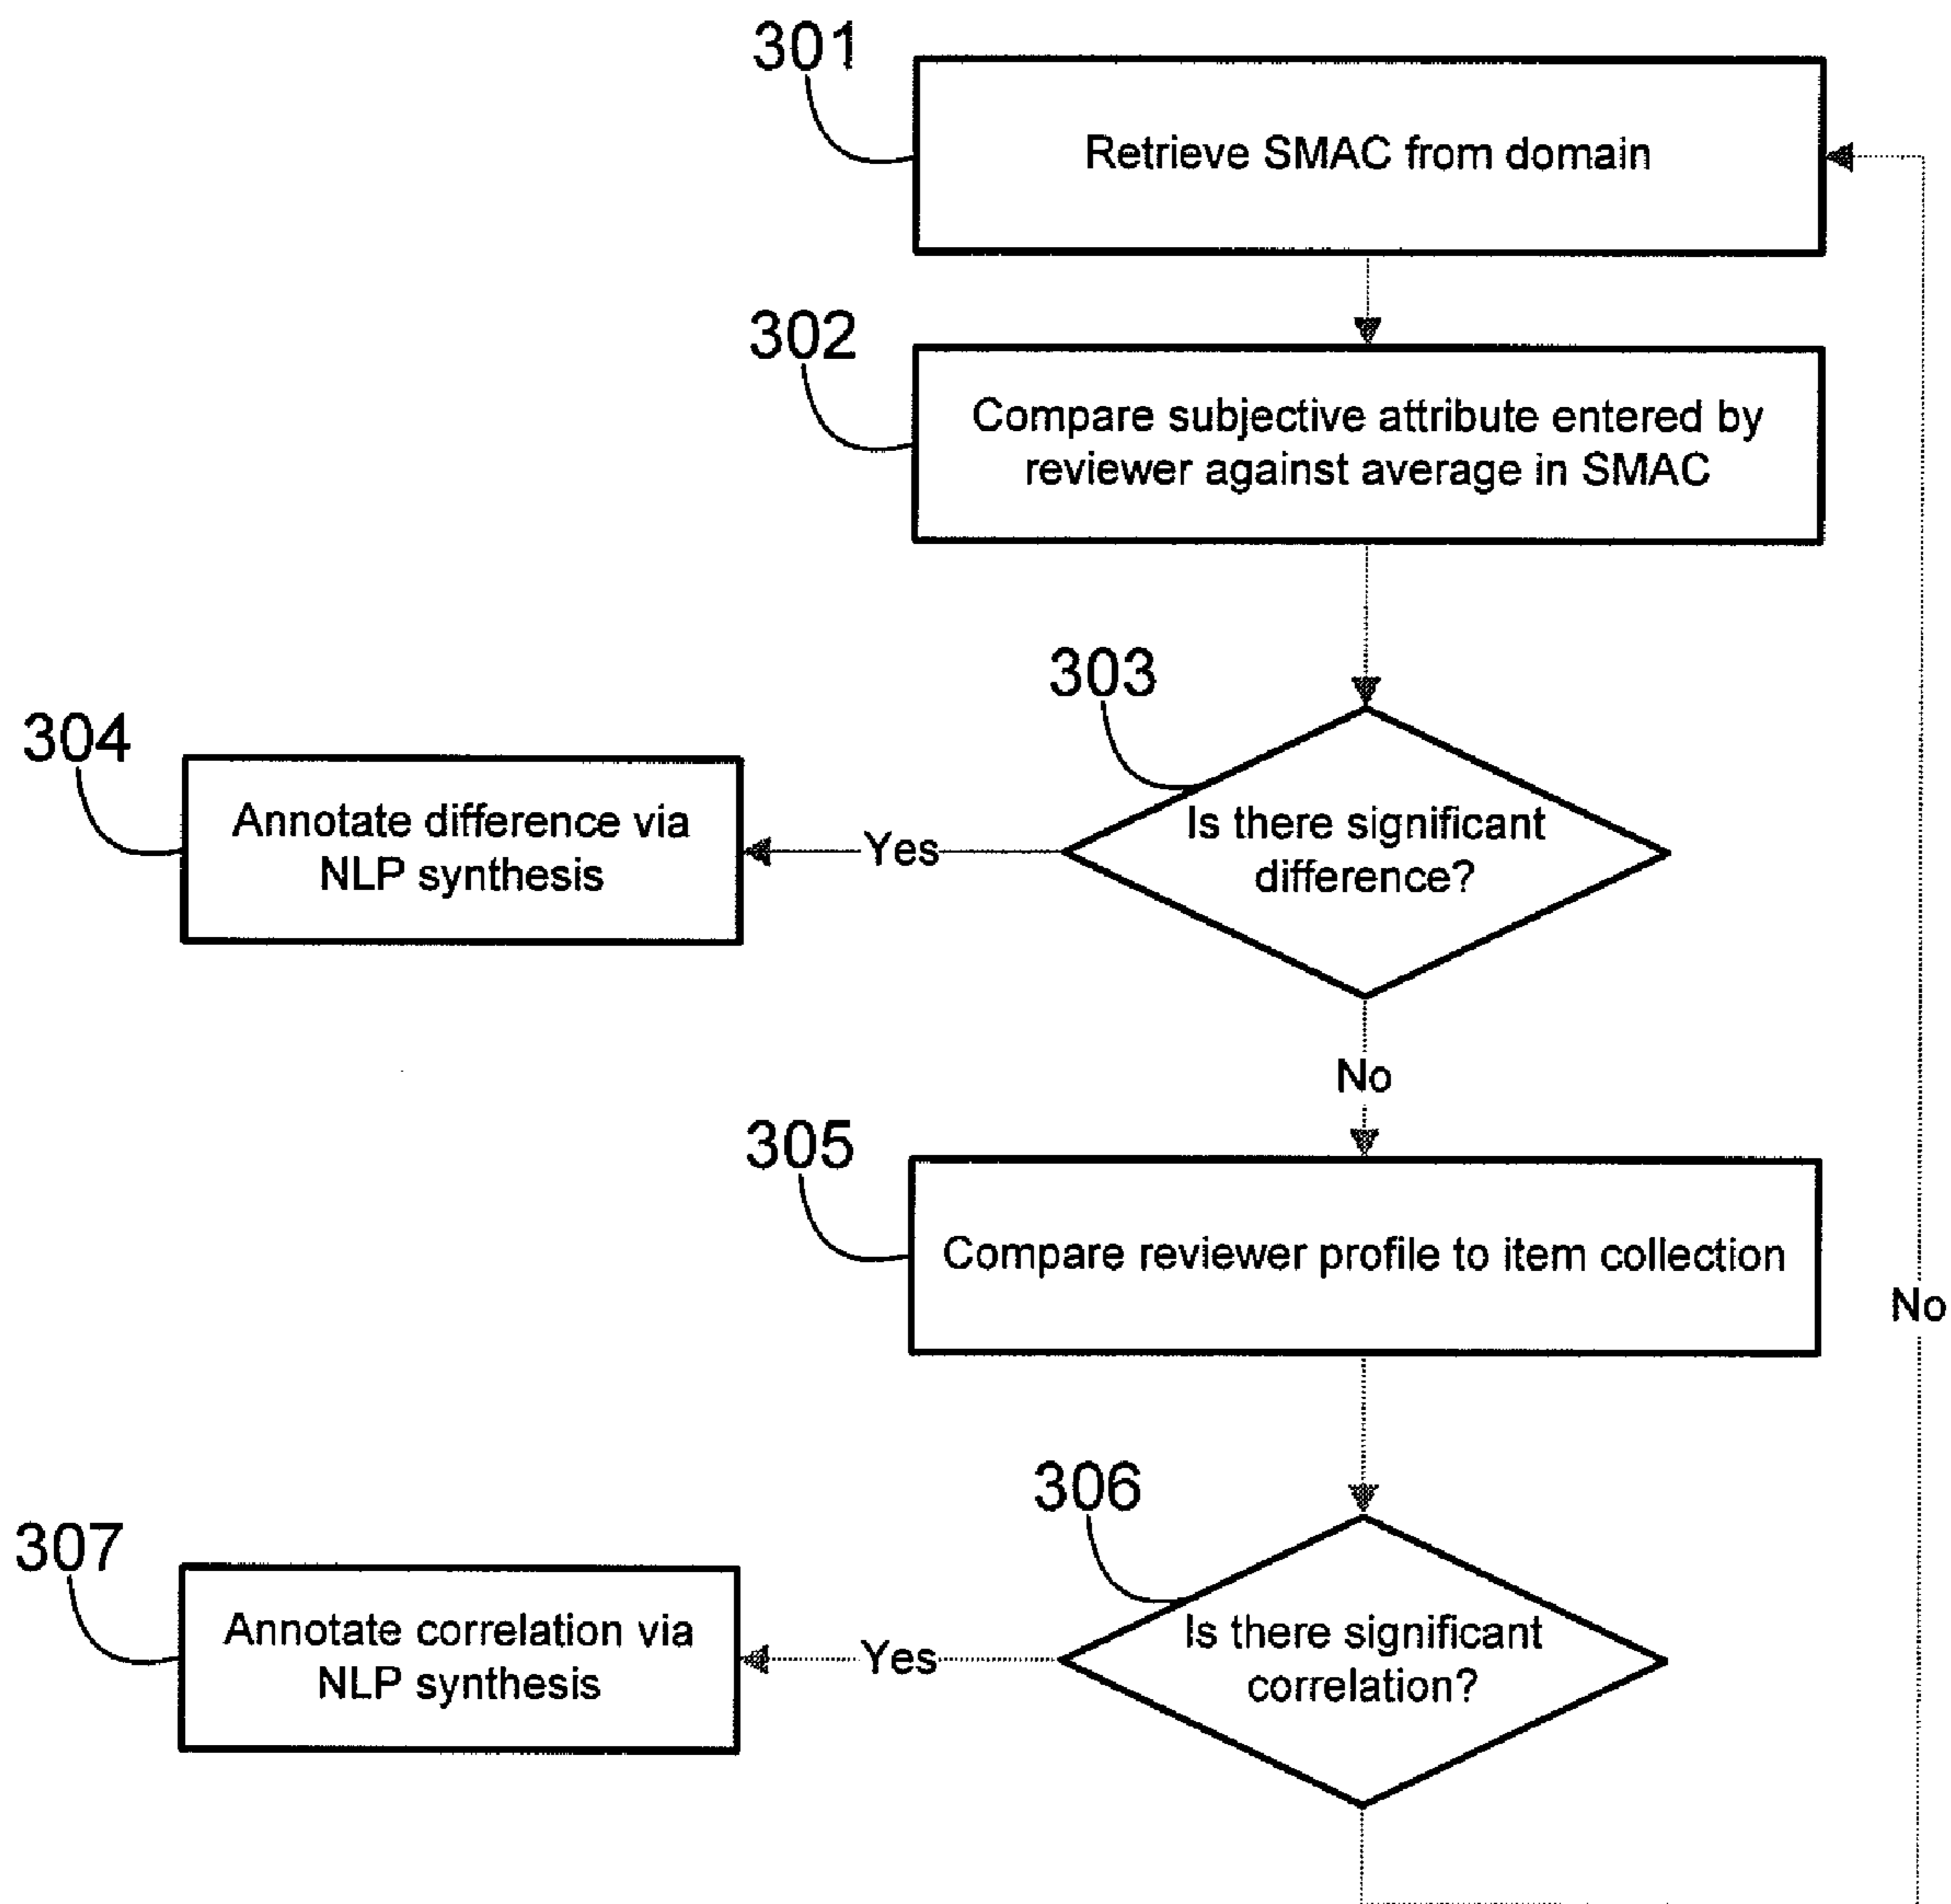 301
Retrieve SMAC from domain
302
Compare subjective attribute entered by
reviewer against average in SMAC
303
Is there significant
difference?
Yes
304
Annotate difference via
NLP synthesis
No
305
Compare reviewer profile to item collection
No
306
Is there significant
correlation?
Yes
307
Annotate correlation via
NLP synthesis